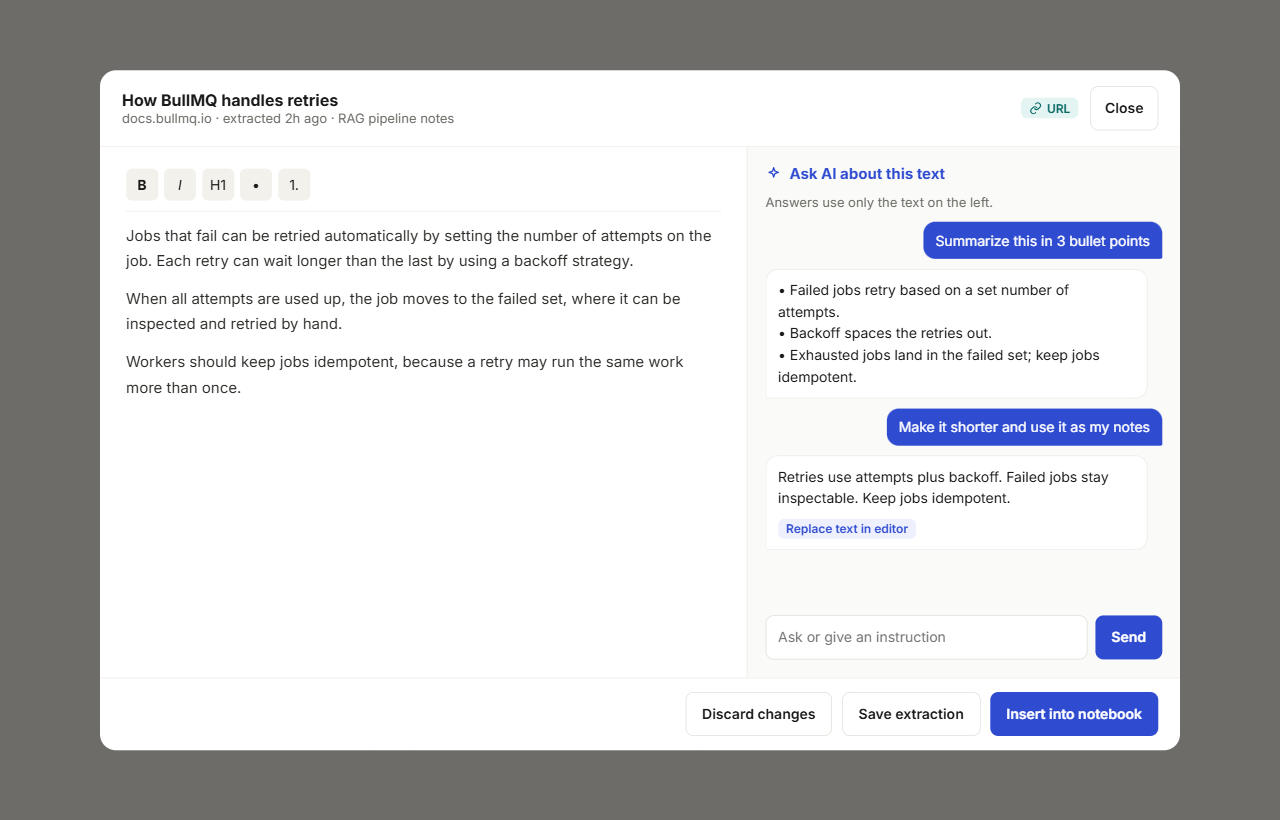 How BullMQ handles retries
docs.bullmq.io · extracted 2h ago · RAG pipeline notes
URL
Close
B
I
H1
•
1.
Jobs that fail can be retried automatically by setting the number of attempts on the
job. Each retry can wait longer than the last by using a backoff strategy.
When all attempts are used up, the job moves to the failed set, where it can be
inspected and retried by hand.
Workers should keep jobs idempotent, because a retry may run the same work
more than once.
Ask AI about this text
Answers use only the text on the left.
Summarize this in 3 bullet points
• Failed jobs retry based on a set number of
attempts.
• Backoff spaces the retries out.
• Exhausted jobs land in the failed set; keep jobs
idempotent.
Make it shorter and use it as my notes
Retries use attempts plus backoff. Failed jobs stay
inspectable. Keep jobs idempotent.
Replace text in editor
Ask or give an instruction
Send
Discard changes
Save extraction
Insert into notebook